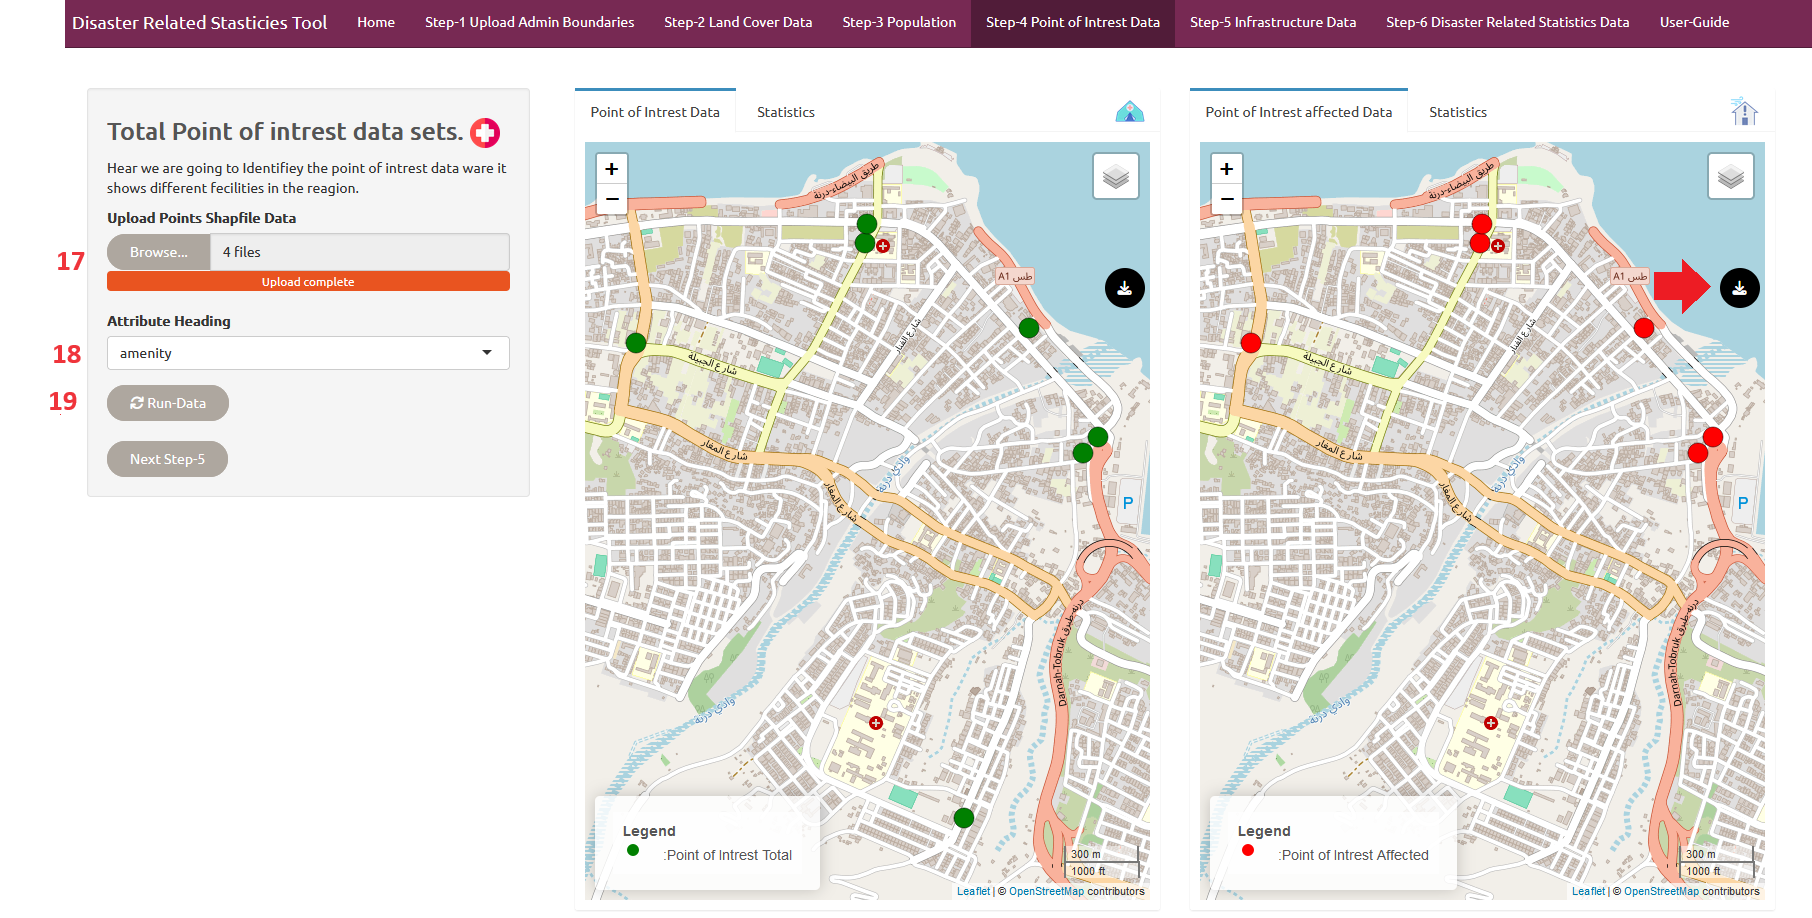 Disaster Related Stasticies Tool
Home
Step-1 Upload Admin Boundaries
Step-2 Land Cover Data
Step-3 Population
Step-4 Point of Intrest Data
Step-5 Infrastructure Data
Step-6 Disaster Related Statistics Data
User-Guide
Total Point of intrest data sets.
Hear we are going to Identifiey the point of intrest data ware it
shows different fecilities in the reagion.
Upload Points Shapfile Data
17
Browse...
4 files
Upload complete
Attribute Heading
18
amenity
19
Run-Data
Next Step-5
Point of Intrest Data
Statistics
+
−
طريق البيضاء-درنة
A1 طس
شارع الفنار
شارع الجبيلة
شارع المغار
وادي درنة
شارع المغار
P
درنة طبرق Darnah-Tobruk
وادي درنة
Legend
:Point of Intrest Total
300 m
1000 ft
Leaflet | © OpenStreetMap contributors
Point of Intrest affected Data
Statistics
+
−
طريق البيضاء-درنة
A1 طس
شارع الفنار
شارع الجبيلة
شارع المغار
وادي درنة
شارع المغار
P
درنة طبرق Darnah-Tobruk
وادي درنة
Legend
:Point of Intrest Affected
300 m
1000 ft
Leaflet | © OpenStreetMap contributors